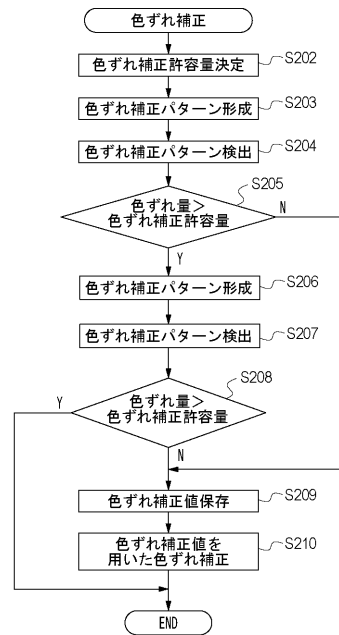 色ずれ補正
色ずれ補正許容量決定
S202
色ずれ補正パターン形成
S203
色ずれ補正パターン検出
S204
S205
色ずれ量>
色ずれ補正許容量
N
Y
色ずれ補正パターン形成
S206
色ずれ補正パターン検出
S207
S208
Y
色ずれ量>
色ずれ補正許容量
N
色ずれ補正値保存
S209
色ずれ補正値を
用いた色ずれ補正
S210
END